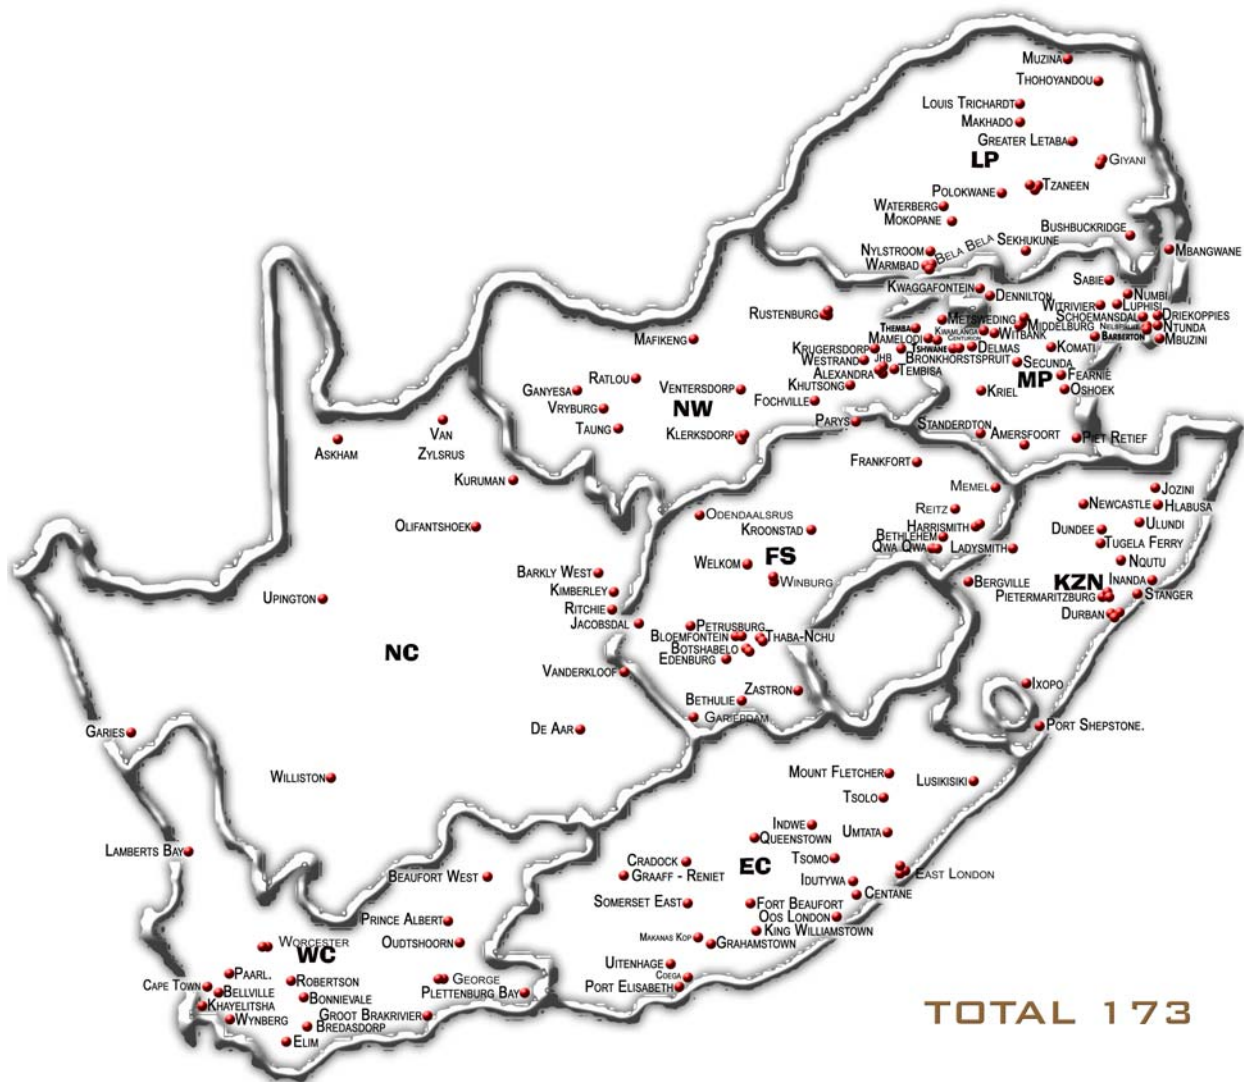 Muzina
Thohoyandou
Louis Trichardt
Makhado
Greater Letaba
LP
Giyani
Tzaneen
Polokwane
Waterberg
Mokopane
Bushbuckridge
Nylstroom
Bela Bela
Sekhukune
Mbangwane
Warmbad
Sabie
Kwaggafontein
Dennilton
Numbi
Witrivier
Luphisi
Rustenburg
Metsweding
Schoemansdal
Driekoppies
Themba
Kwamlanga
Middelburg
Nelspruit
Ntunda
Mafikeng
Mamelodi
Centurion
Witbank
Barberton
Mbuzini
Krugersdorp
JHB
Tshwane
Delmas
Komati
Westrand
Bronkhorstspruit
Secunda
Alexandra
Tembisa
MP
Fearnie
Ratlou
Khutsong
Kriel
Oshoek
Ganyesa
Ventersdorp
NW
Fochville
Vryburg
Taung
Klerksdorp
Parys
Standerdton
Amersfoort
Piet Retief
Askham
Van
Zylsrus
Frankfort
Kuruman
Memel
Jozini
Odendaalsrus
Reitz
Newcastle
Hlabusa
Olifantshoek
Kroonstad
Harrismith
Dundee
Ulundi
Bethlehem
Qwa Qwa
Ladysmith
Tugela Ferry
FS
Welkom
Nqutu
Barkly West
Winburg
Bergville
KZN
Inanda
Kimberley
Pietermaritzburg
Stanger
Upington
Ritchie
Durban
Jacobsdal
Petrusburg
Bloemfontein
Thaba-Nchu
NC
Botshabelo
Edenburg
Vanderkloof
Zastron
Ixopo
Bethulie
Gariepdam
Garies
De Aar
Port Shepstone.
Williston
Mount Fletcher
Lusikisiki
Tsolo
Indwe
Queenstown
Umtata
Lamberts Bay
Cradock
Tsomo
EC
Beaufort West
Graaff - Reniet
East London
Idutywa
Centane
Somerset East
Fort Beaufort
Prince Albert
Oos London
King Williamstown
Worcester
WC
Oudtshoorn
Makanas Kop
Grahamstown
Uitenhage
Paarl.
Robertson
George
Coega
Cape Town
Bellville
Plettenburg Bay
Port Elisabeth
Khayelitsha
Bonnievale
Wynberg
Groot Brakrivier
Bredasdorp
Elim
TOTAL 173